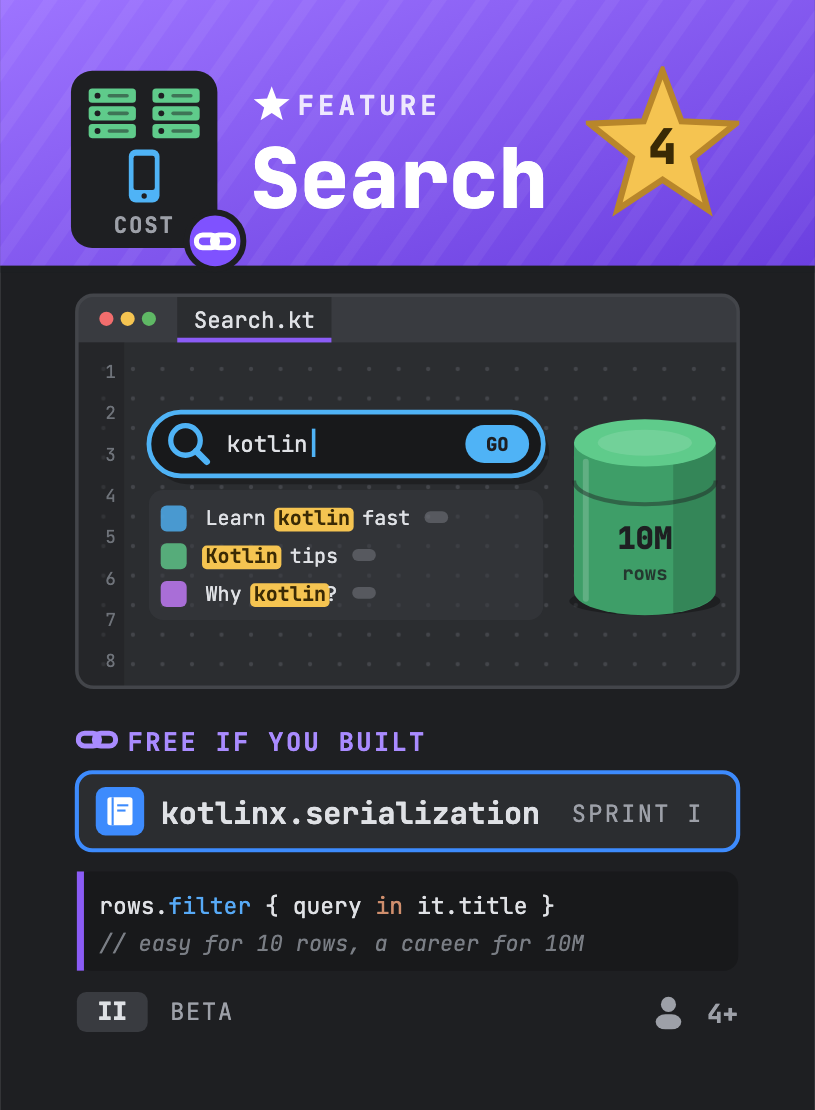 FEATURE
Search
4
COST
Search.kt
1
2
3
4
5
6
7
8
kotlin
GO
Learn kotlin fast
Kotlin tips
Why kotlin?
10M
rows
FREE IF YOU BUILT
kotlinx.serialization SPRINT I
rows.filter { query in it.title }
// easy for 10 rows, a career for 10M
II BETA 4+